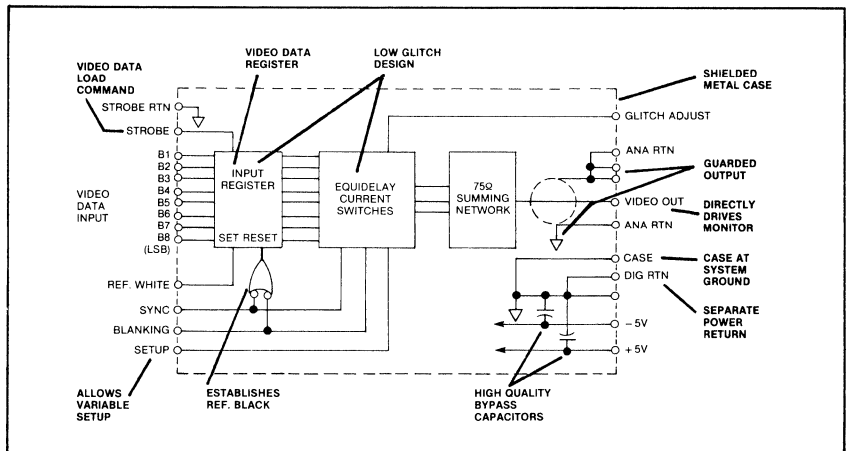 VIDEO DATA
REGISTER
LOW GLITCH
DESIGN
VIDEO DATA
LOAD
COMMAND
SHIELDED
METAL CASE
STROBE RTN
STROBE
GLITCH ADJUST
B1
B2
B3
B4
B5
B6
B7
B8
(LSB)
VIDEO
DATA
INPUT
INPUT
REGISTER
SET RESET
EQUIDELAY
CURRENT
SWITCHES
75Ω
SUMMING
NETWORK
ANA RTN
GUARDED
OUTPUT
VIDEO OUT
DIRECTLY
DRIVES
MONITOR
ANA RTN
CASE
CASE AT
SYSTEM
GROUND
DIG RTN
SEPARATE
POWER
RETURN
REF. WHITE
SYNC
BLANKING
SETUP
−5V
+5V
ALLOWS
VARIABLE
SETUP
ESTABLISHES
REF. BLACK
HIGH QUALITY
BYPASS
CAPACITORS